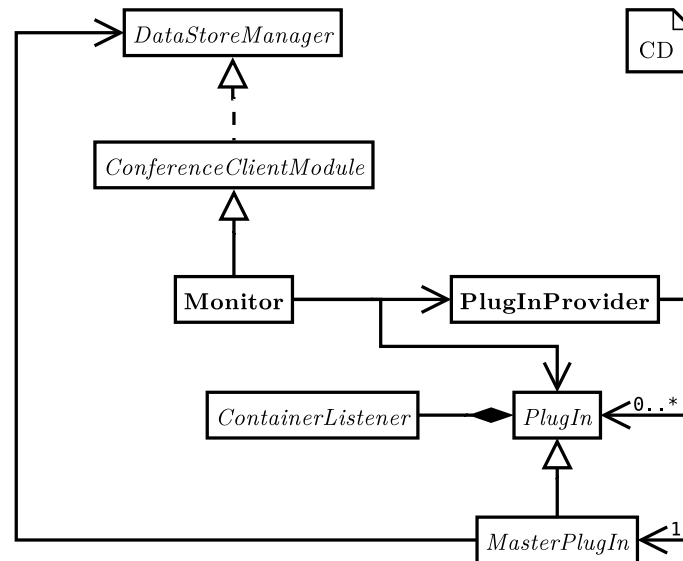 DataStoreManager
CD
ConferenceClientModule
Monitor
PlugInProvider
ContainerListener
PlugIn
0..*
MasterPlugIn
1